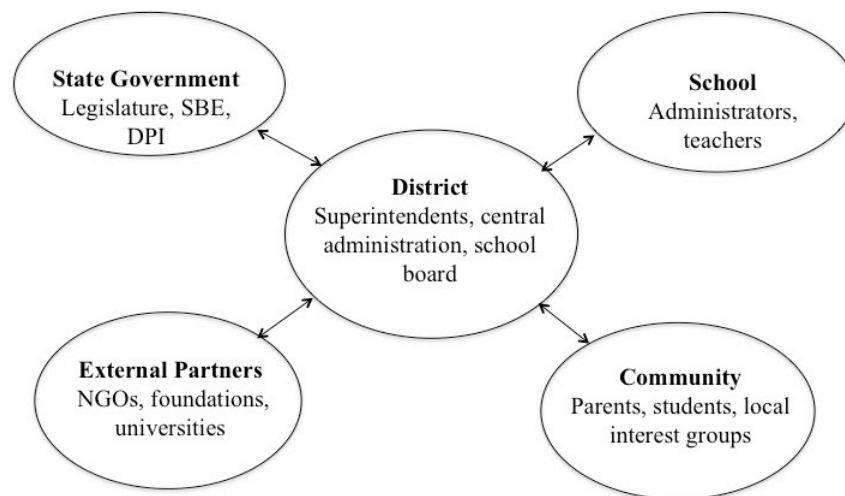 State Government
Legislature, SBE,
DPI
School
Administrators,
teachers
District
Superintendents, central
administration, school
board
External Partners
NGOs, foundations,
universities
Community
Parents, students, local
interest groups